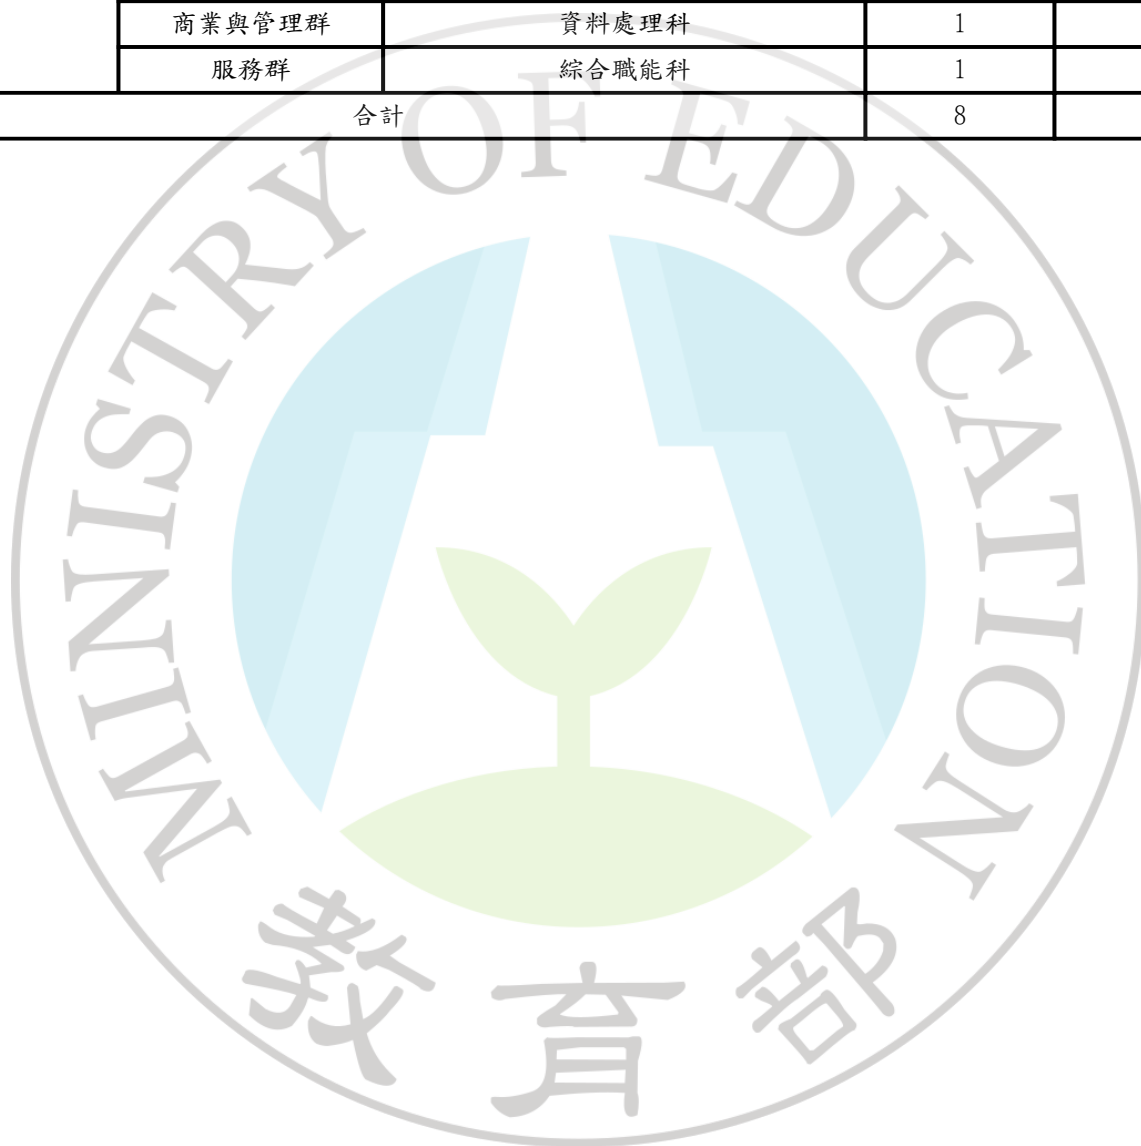 商業與管理群 資料處理科 1
服務群 綜合職能科 1
合計 8
MINISTRY OF EDUCATION
教育部